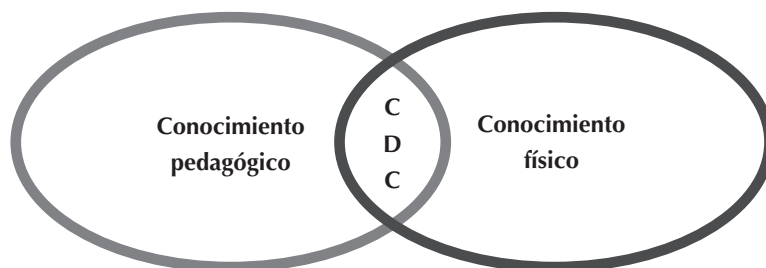 Conocimiento
pedagógico
C
D
C
Conocimiento
físico